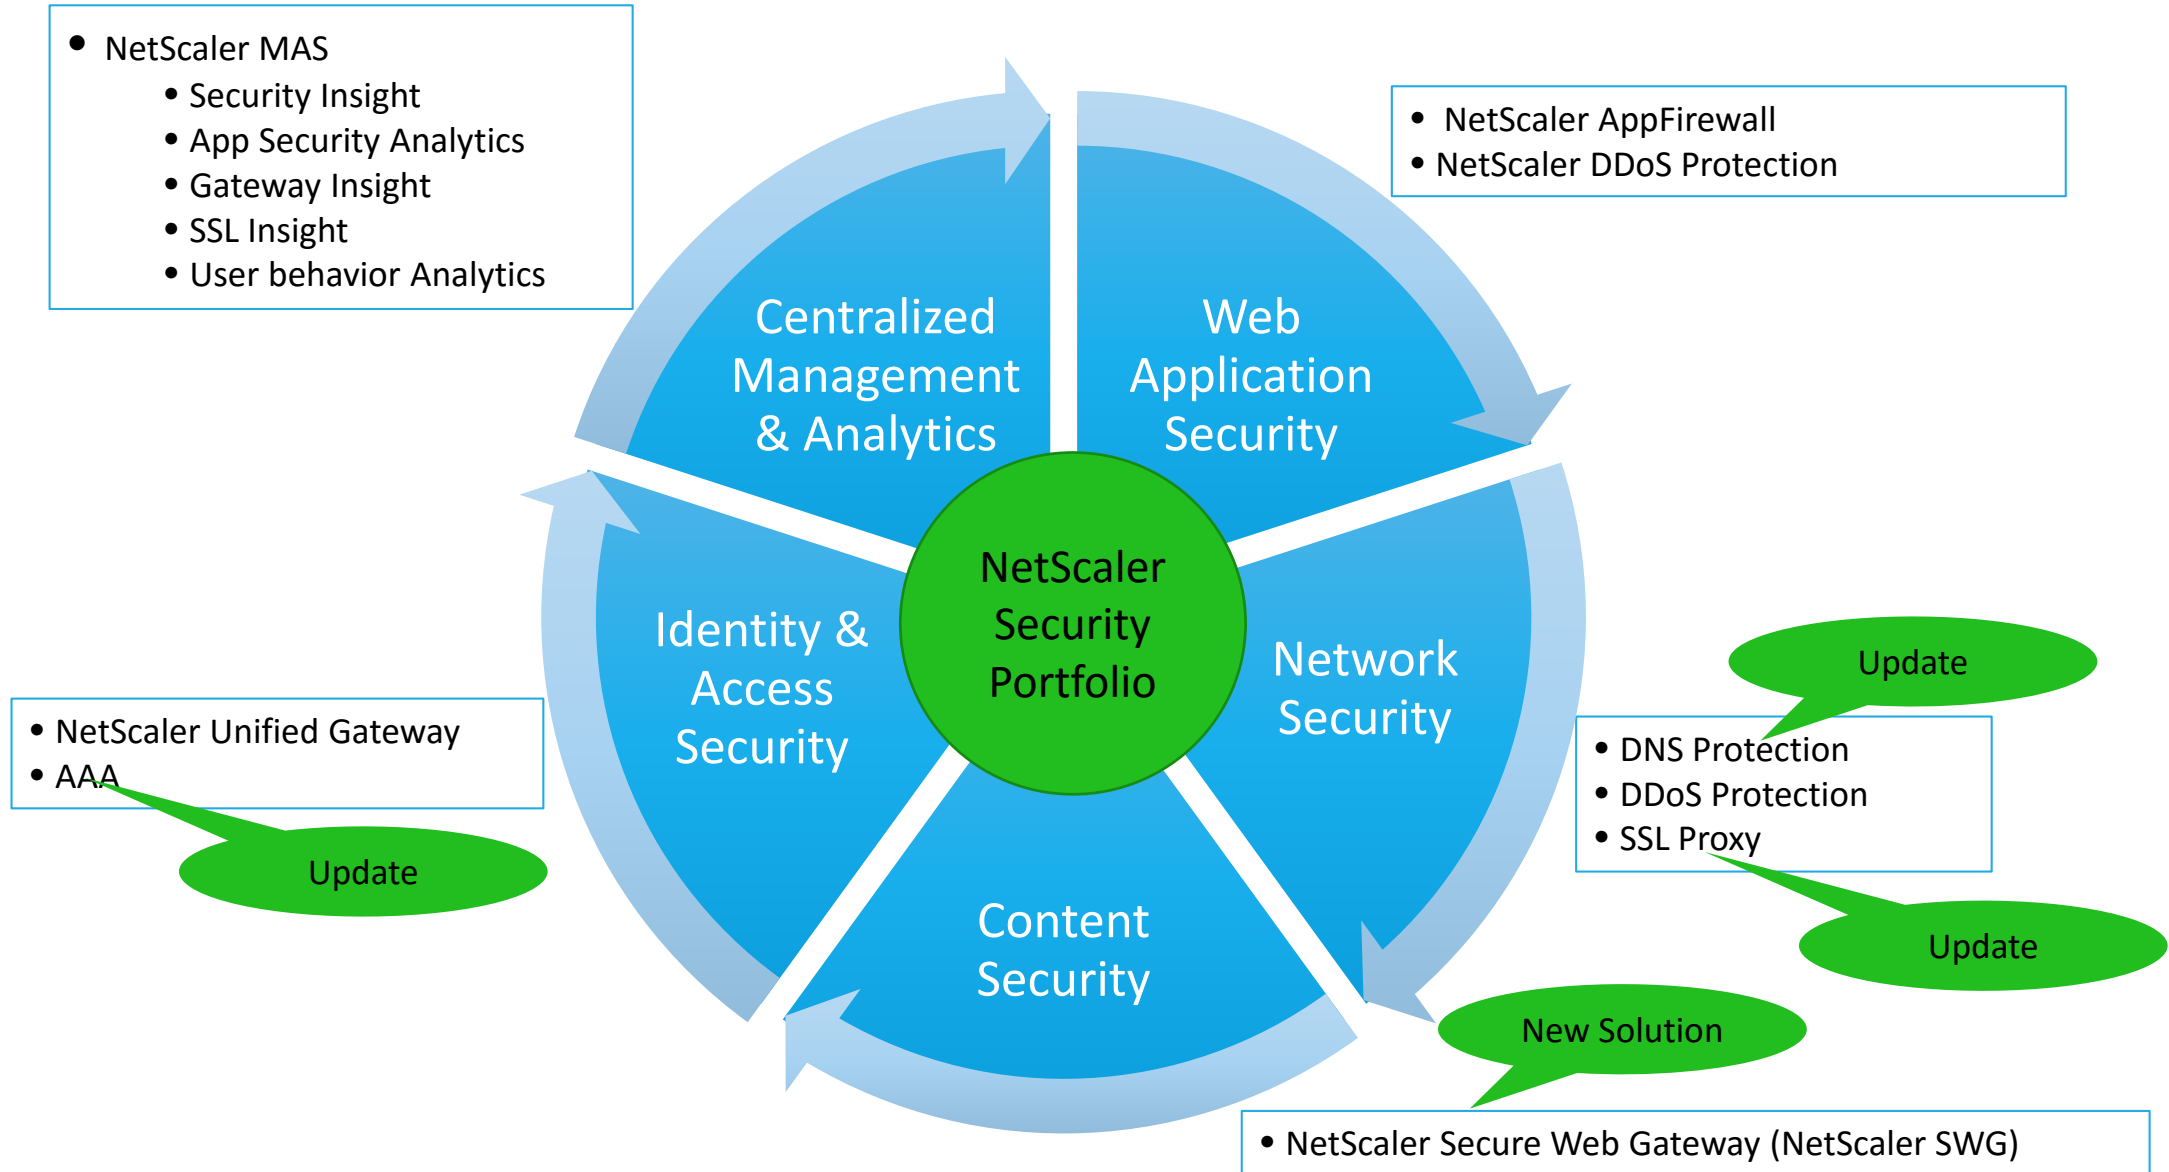 • NetScaler MAS
• Security Insight
• App Security Analytics
• Gateway Insight
• SSL Insight
• User behavior Analytics
• NetScaler AppFirewall
• NetScaler DDoS Protection
Centralized
Management
& Analytics
Web
Application
Security
NetScaler
Security
Portfolio
Identity &
Access
Security
Network
Security
Content
Security
Update
• DNS Protection
• DDoS Protection
• SSL Proxy
Update
• NetScaler Unified Gateway
• AAA
Update
New Solution
• NetScaler Secure Web Gateway (NetScaler SWG)